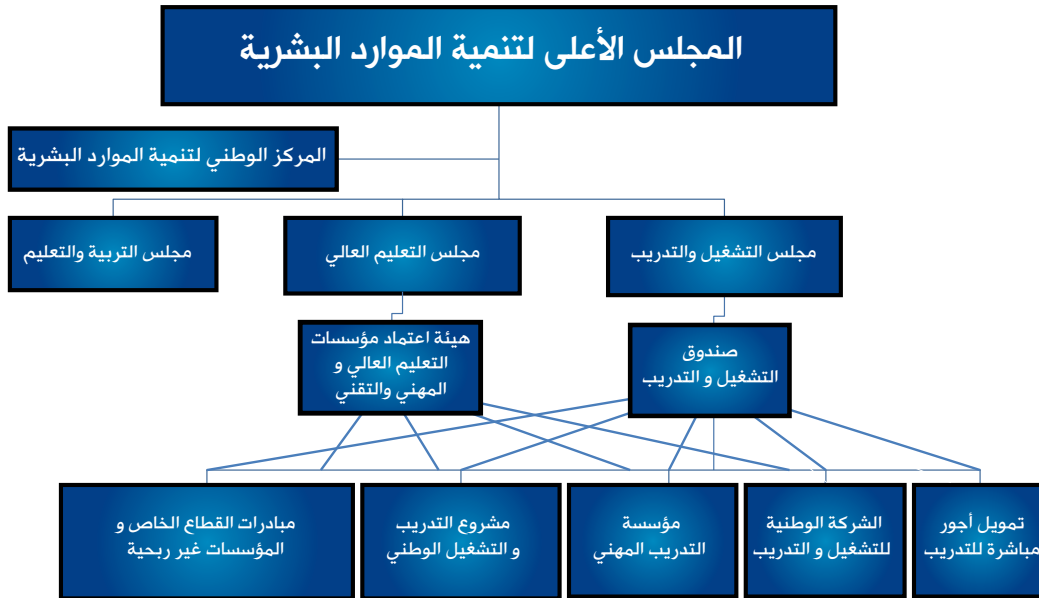 المجلس الأعلى لتنمية الموارد البشرية
المركز الوطني لتنمية الموارد البشرية
مجلس التشغيل والتدريب
مجلس التعليم العالي
مجلس التربية والتعليم
صندوق
التشغيل و التدريب
هيئة اعتماد مؤسسات
التعليم العالي و
المهني والتقني
تمويل أجور
مباشرة للتدريب
الشركة الوطنية
للتشغيل و التدريب
مؤسسة
التدريب المهني
مشروع التدريب
و التشغيل الوطني
مبادرات القطاع الخاص و
المؤسسات غير ربحية